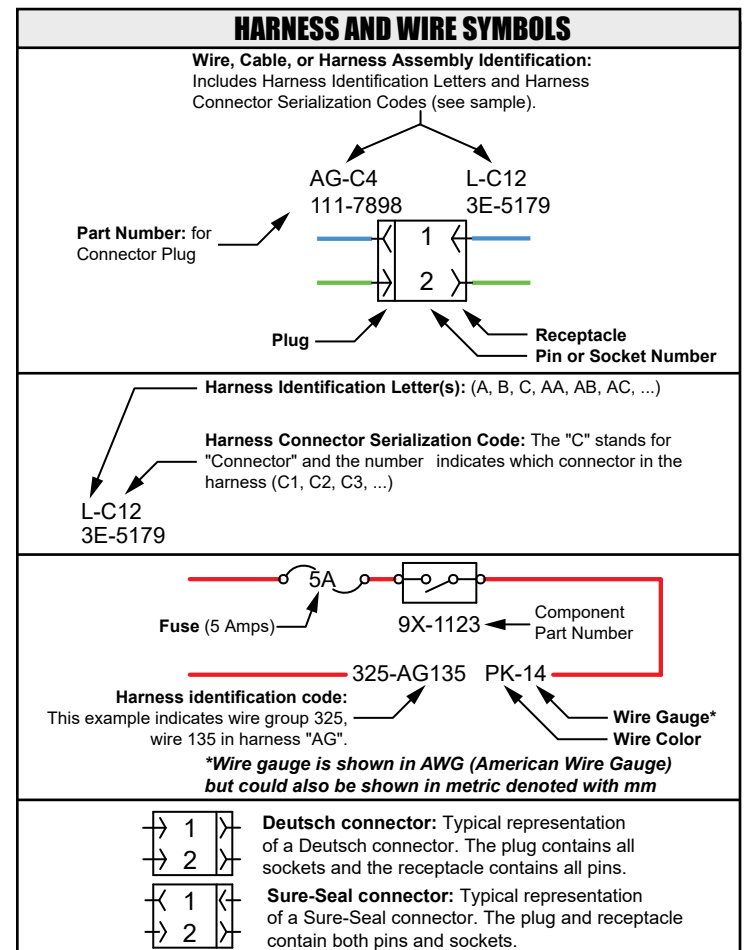 HARNESS AND WIRE SYMBOLS
Wire, Cable, or Harness Assembly Identification:
Includes Harness Identification Letters and Harness
Connector Serialization Codes (see sample).
AG-C4
111-7898
L-C12
3E-5179
Part Number: for
Connector Plug
1
2
Plug
Receptacle
Pin or Socket Number
Harness Identification Letter(s): (A, B, C, AA, AB, AC, ...)
Harness Connector Serialization Code: The "C" stands for
"Connector" and the number indicates which connector in the
harness (C1, C2, C3, ...)
L-C12
3E-5179
5A
Fuse (5 Amps)
9X-1123
Component
Part Number
325-AG135 PK-14
Harness identification code:
This example indicates wire group 325,
wire 135 in harness "AG".
Wire Gauge*
Wire Color
*Wire gauge is shown in AWG (American Wire Gauge)
but could also be shown in metric denoted with mm
1
2
Deutsch connector: Typical representation
of a Deutsch connector. The plug contains all
sockets and the receptacle contains all pins.
1
2
Sure-Seal connector: Typical representation
of a Sure-Seal connector. The plug and receptacle
contain both pins and sockets.